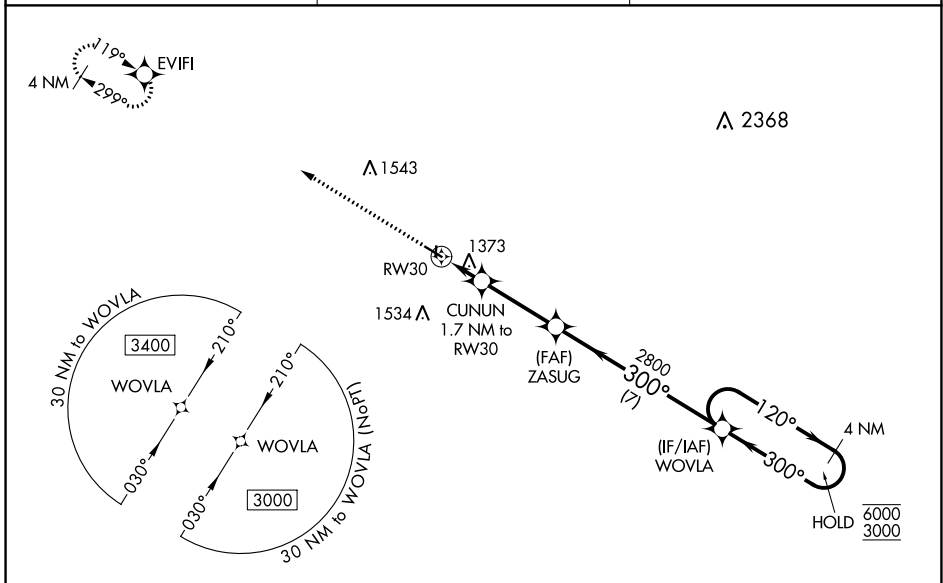 119°
EVIFI
4 NM
299°
2368
1543
1373
RW30
1534
CUNUN
1.7 NM to
RW30
(FAF)
ZASUG
2800
300°
(7)
120°
4 NM
(IF/IAF)
WOVLA
300°
HOLD
6000
3000
30 NM to WOVLA
210°
3400
WOVLA
030°
210°
WOVLA
030°
3000
30 NM to WOVLA (NoPT)